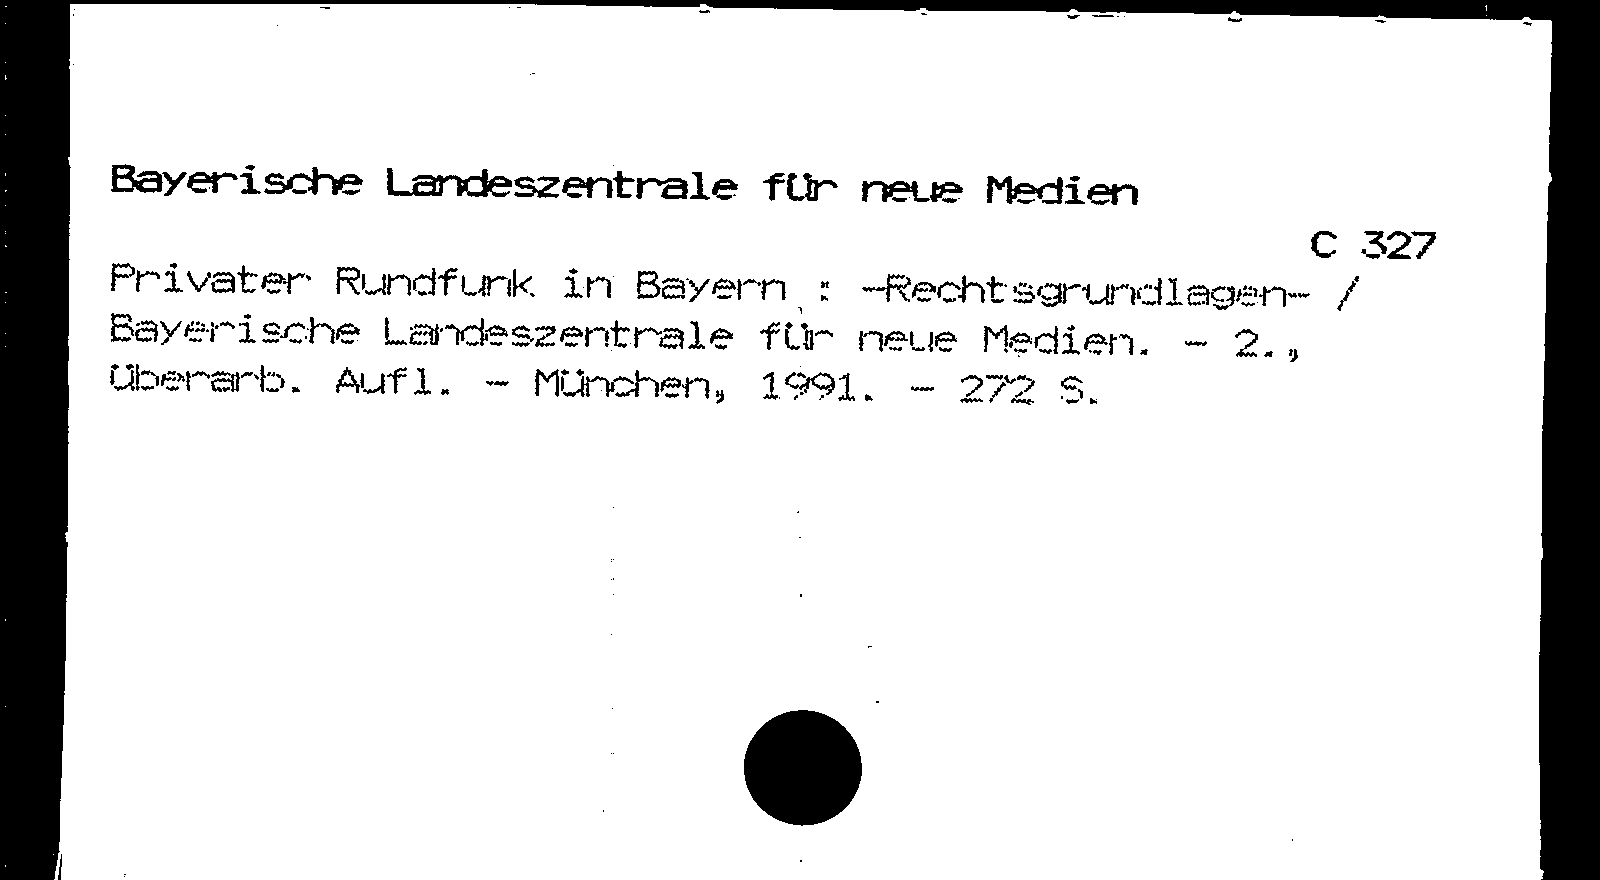 Bayerische Landeszentrale für neue Medien
C 327
Privater Rundfunk in Bayern : -Rechtsgrundlagen- /
Bayerische Landeszentrale für neue Medien. - 2.,
überarb. Aufl. - München, 1991. - 272 S.